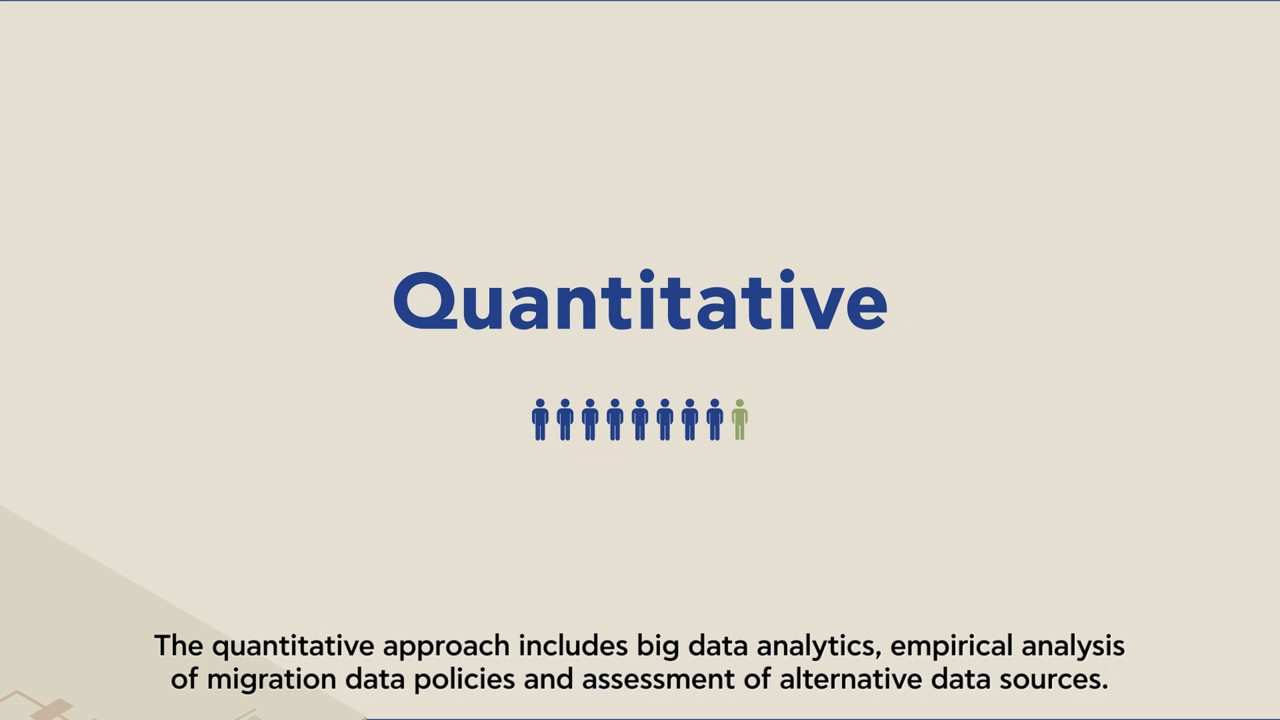 Quantitative
The quantitative approach includes big data analytics, empirical analysis
of migration data policies and assessment of alternative data sources.